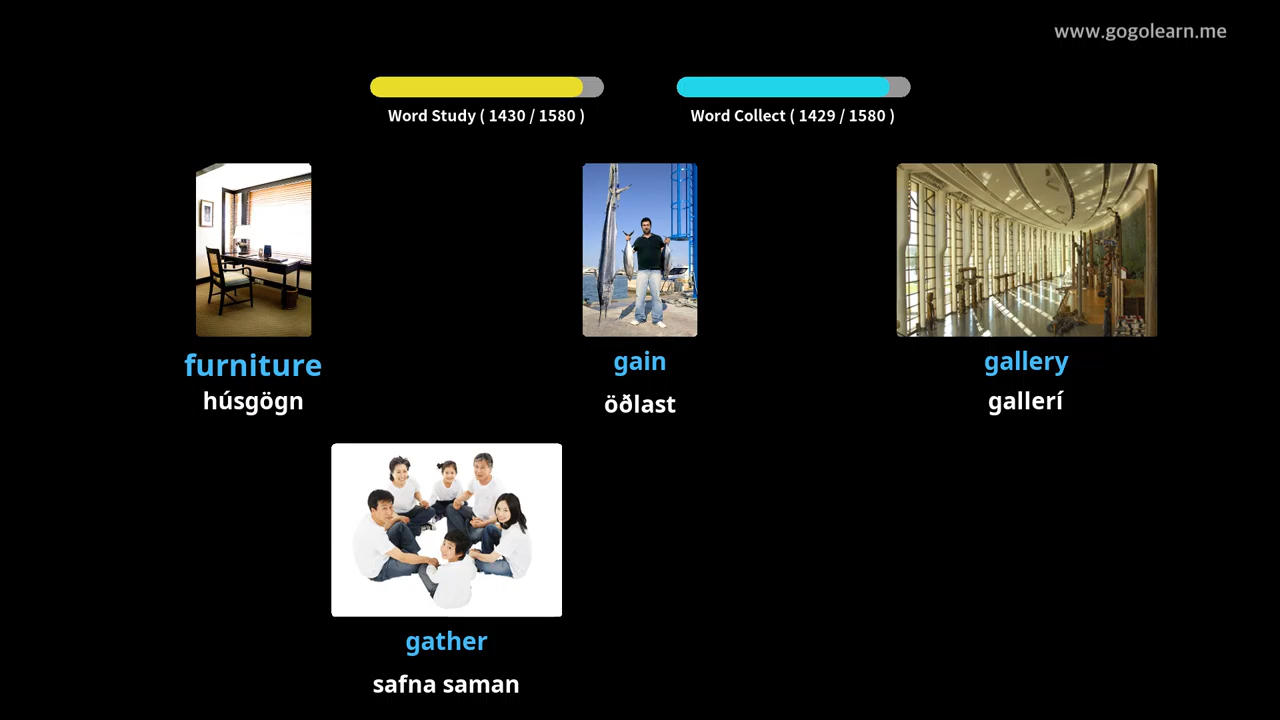 www.gogolearn.me
Word Study ( 1430 / 1580 )
Word Collect ( 1429 / 1580 )
furniture
húsgögn
gain
öðlast
gallery
gallerí
gather
safna saman